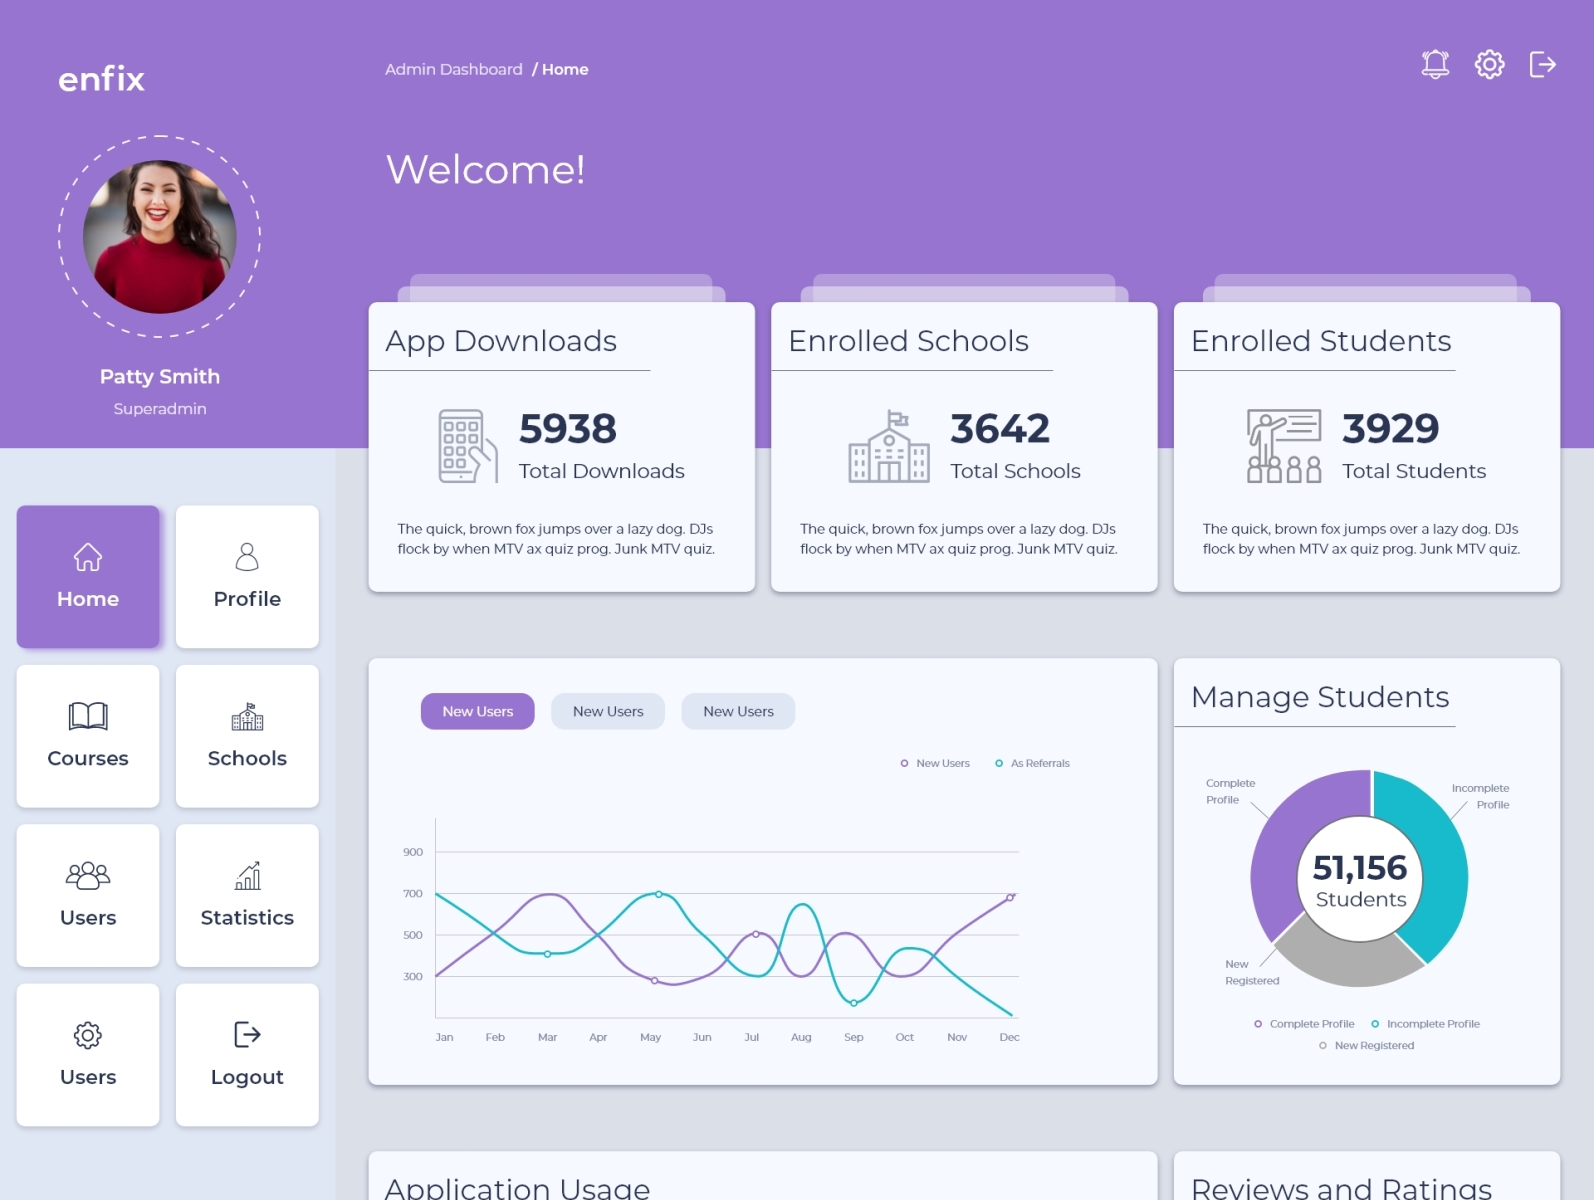 enfix
Admin Dashboard / Home
Welcome!
Patty Smith
Superadmin
Home
Profile
Courses
Schools
Users
Statistics
Users
Logout
App Downloads
5938
Total Downloads
The quick, brown fox jumps over a lazy dog. DJs
flock by when MTV ax quiz prog. Junk MTV quiz.
Enrolled Schools
3642
Total Schools
The quick, brown fox jumps over a lazy dog. DJs
flock by when MTV ax quiz prog. Junk MTV quiz.
Enrolled Students
3929
Total Students
The quick, brown fox jumps over a lazy dog. DJs
flock by when MTV ax quiz prog. Junk MTV quiz.
New Users New Users New Users
New Users As Referrals
900
700
500
300
Jan Feb Mar Apr May Jun Jul Aug Sep Oct Nov Dec
Manage Students
Complete
Profile
Incomplete
Profile
51,156
Students
New
Registered
Complete Profile Incomplete Profile
New Registered
Application Usage
Reviews and Ratings